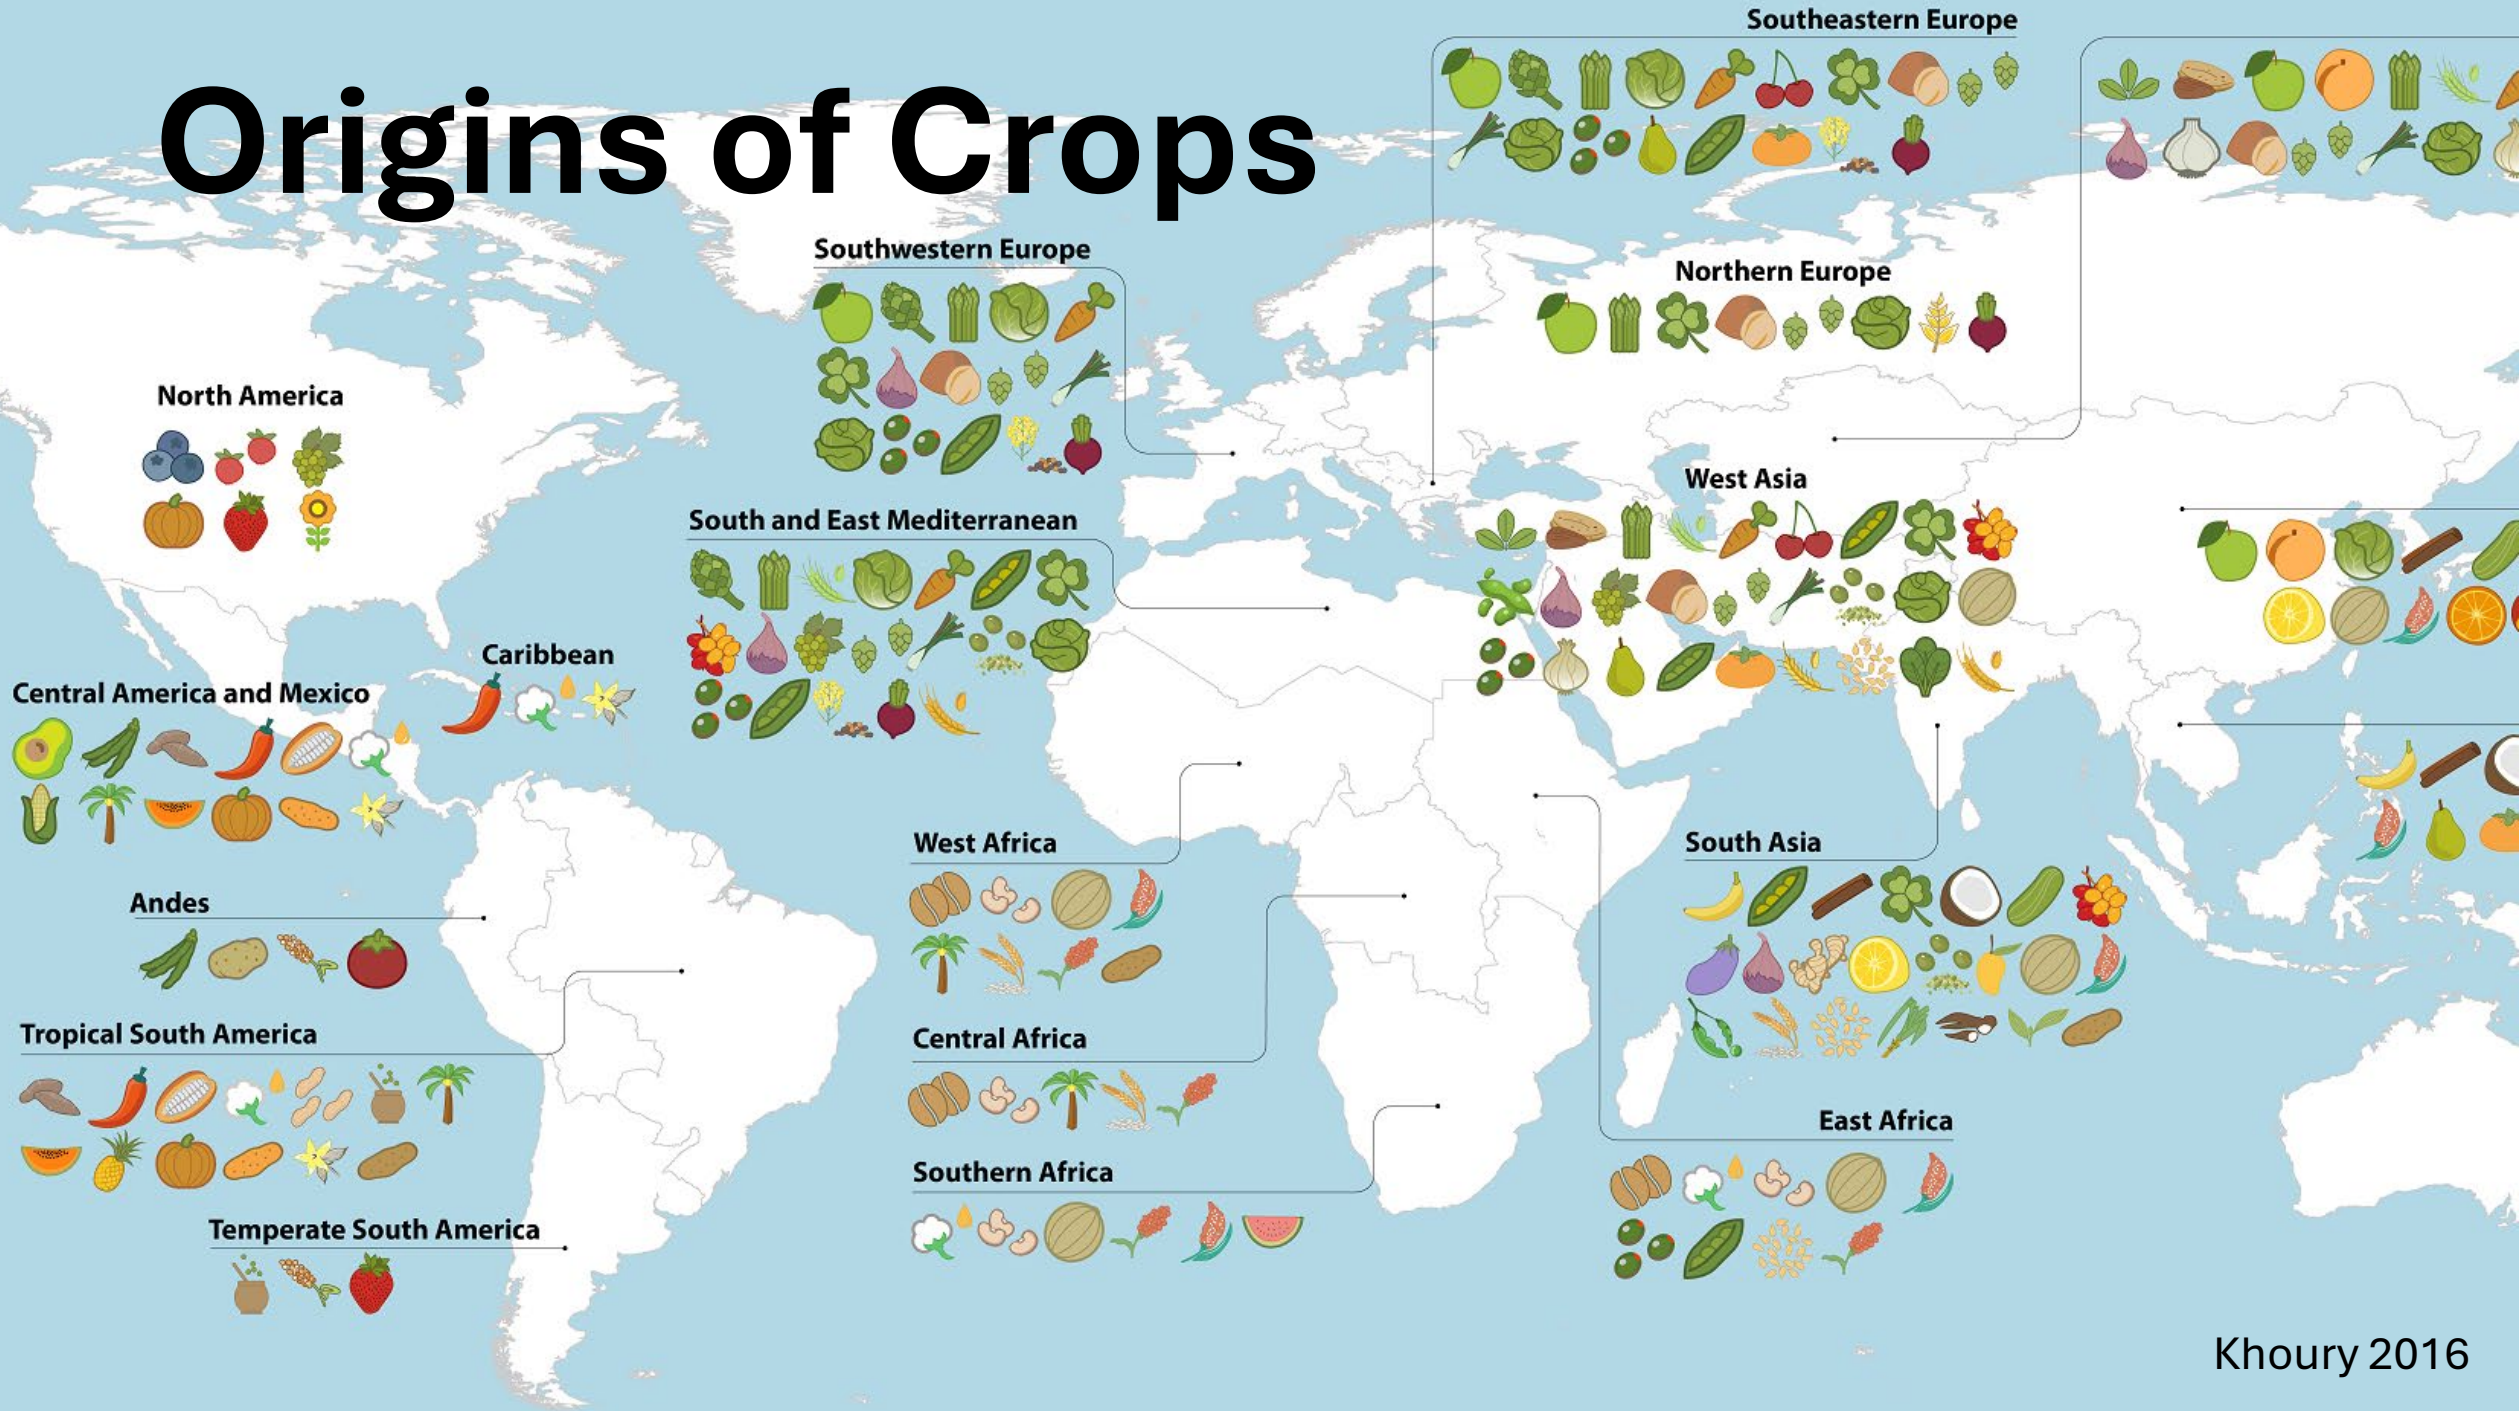 Southeastern Europe
Origins of Crops
Southwestern Europe
Northern Europe
North America
West Asia
South and East Mediterranean
Caribbean
Central America and Mexico
West Africa
South Asia
Andes
Tropical South America
Central Africa
East Africa
Southern Africa
Temperate South America
Khoury 2016